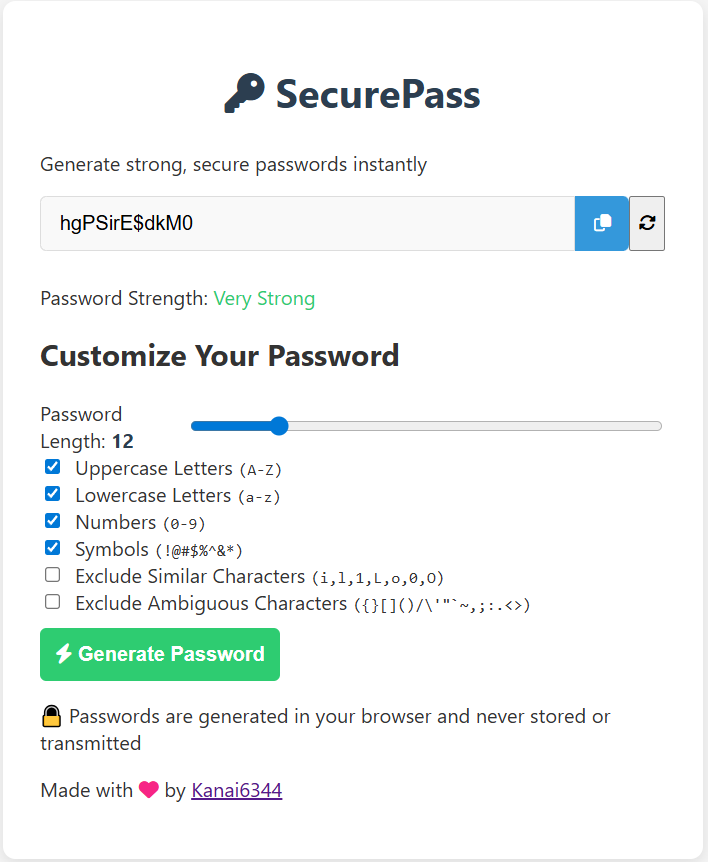 SecurePass
Generate strong, secure passwords instantly
hgPSirE$dkM0
Password Strength: Very Strong
Customize Your Password
Password
Length: 12
Uppercase Letters (A-Z)
Lowercase Letters (a-z)
Numbers (0-9)
Symbols (!@#$%^&*)
Exclude Similar Characters (i,l,1,L,o,0,O)
Exclude Ambiguous Characters ({}[]()/\'"`~,;:.<>)
Generate Password
Passwords are generated in your browser and never stored or
transmitted
Made with ❤ by Kanai6344